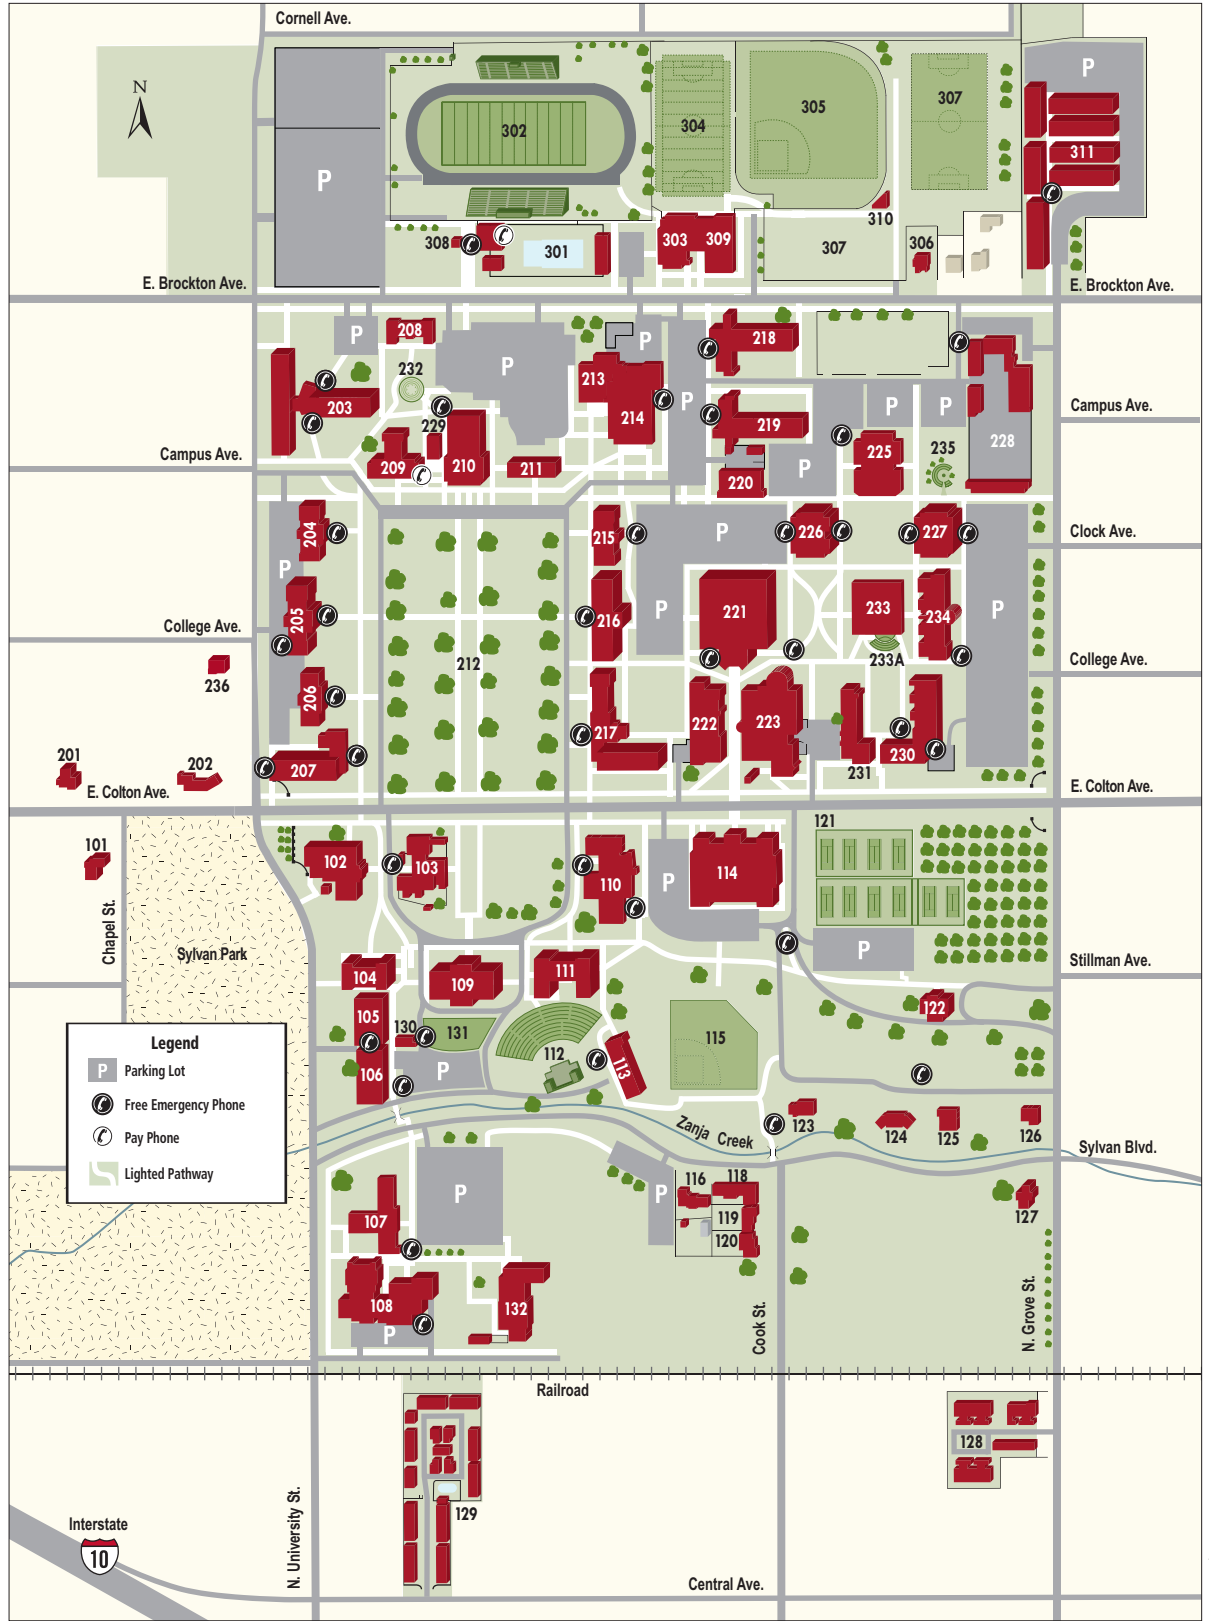 Cornell Ave.
N
P
302
304
305
307
P
311
P
310
308
301
303
309
307
306
E. Brockton Ave.
E. Brockton Ave.
P
208
P
P
218
232
213
203
229
214
P
219
P
P
Campus Ave.
Campus Ave.
209
210
211
225
235
228
P
220
204
215
P
226
227
Clock Ave.
P
205
216
P
221
233
234
P
College Ave.
212
233A
College Ave.
236
206
217
222
223
230
231
201
202
207
E. Colton Ave.
E. Colton Ave.
101
102
103
110
P
114
121
Chapel St.
Sylvan Park
P
Stillman Ave.
104
109
111
105
130
131
112
113
115
122
106
P
Legend
P Parking Lot
Free Emergency Phone
Pay Phone
Lighted Pathway
Zanja Creek
123
124
125
126
Sylvan Blvd.
107
P
P
116
118
119
120
127
108
P
132
Cook St.
N. Grove St.
Railroad
128
129
N. University St.
Interstate
10
Central Ave.